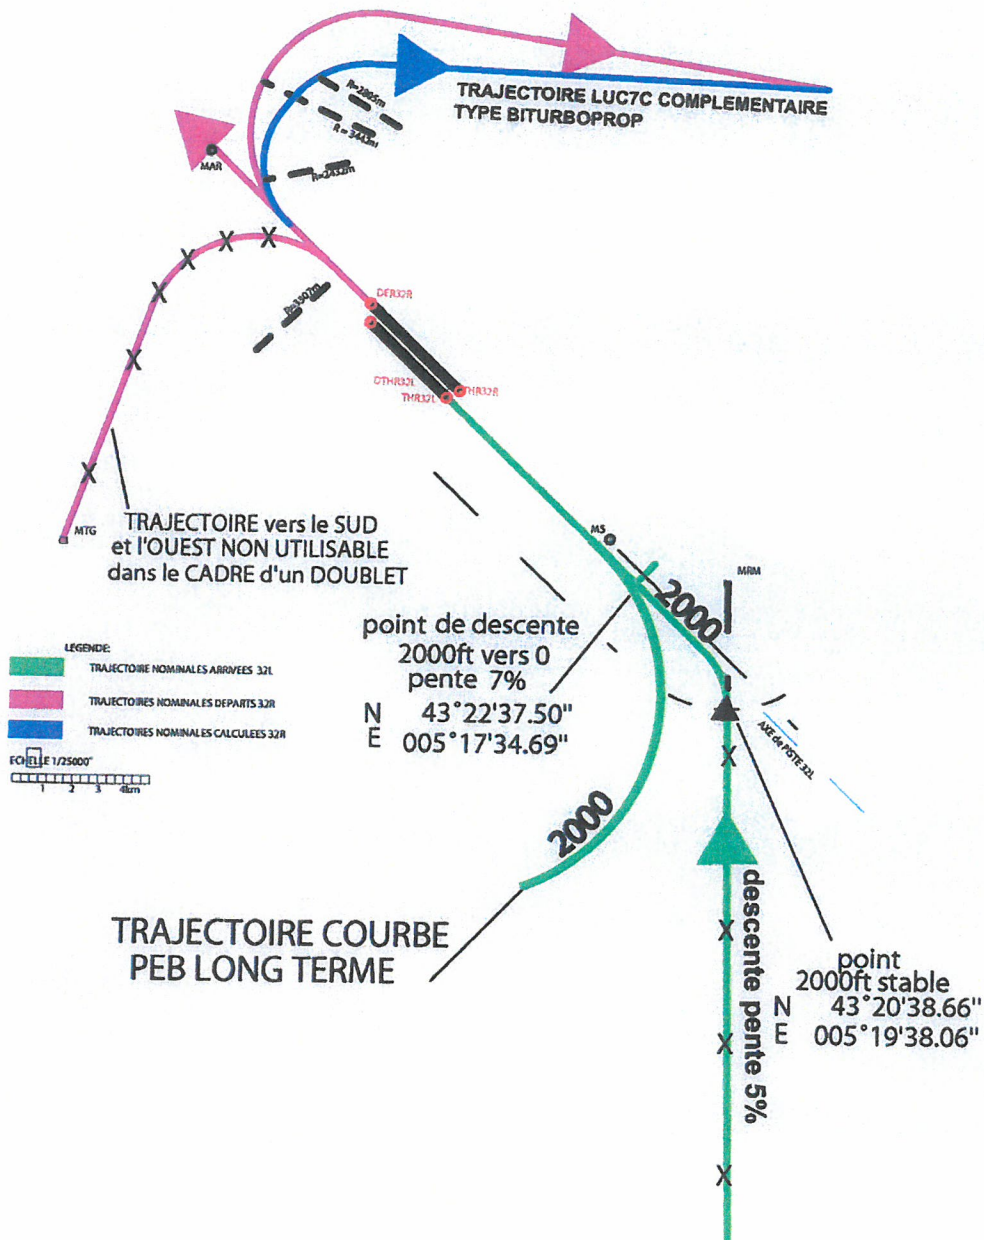 TRAJECTOIRE LUC7C COMPLEMENTAIRE
TYPE BITURBOPROP
R=2865m
R = 3443m
R=2432m
MAR
R=3507m
DER32R
DTHR32L
THR32R
THR32L
MTG
TRAJECTOIRE vers le SUD
et l'OUEST NON UTILISABLE
dans le CADRE d'un DOUBLET
MS
MRM
2000
point de descente
2000ft vers 0
pente 7%
N 43°22'37.50"
E 005°17'34.69"
LEGENDE:
TRAJECTOIRE NOMINALES ARRIVEES 32L
TRAJECTOIRES NOMINALES DEPARTS 32R
TRAJECTOIRES NOMINALES CALCULEES 32R
ECHELLE 1/25000°
1 2 3 4km
AXE de PISTE 32L
2000
descente pente 5%
TRAJECTOIRE COURBE
PEB LONG TERME
point
2000ft stable
N 43°20'38.66"
E 005°19'38.06"